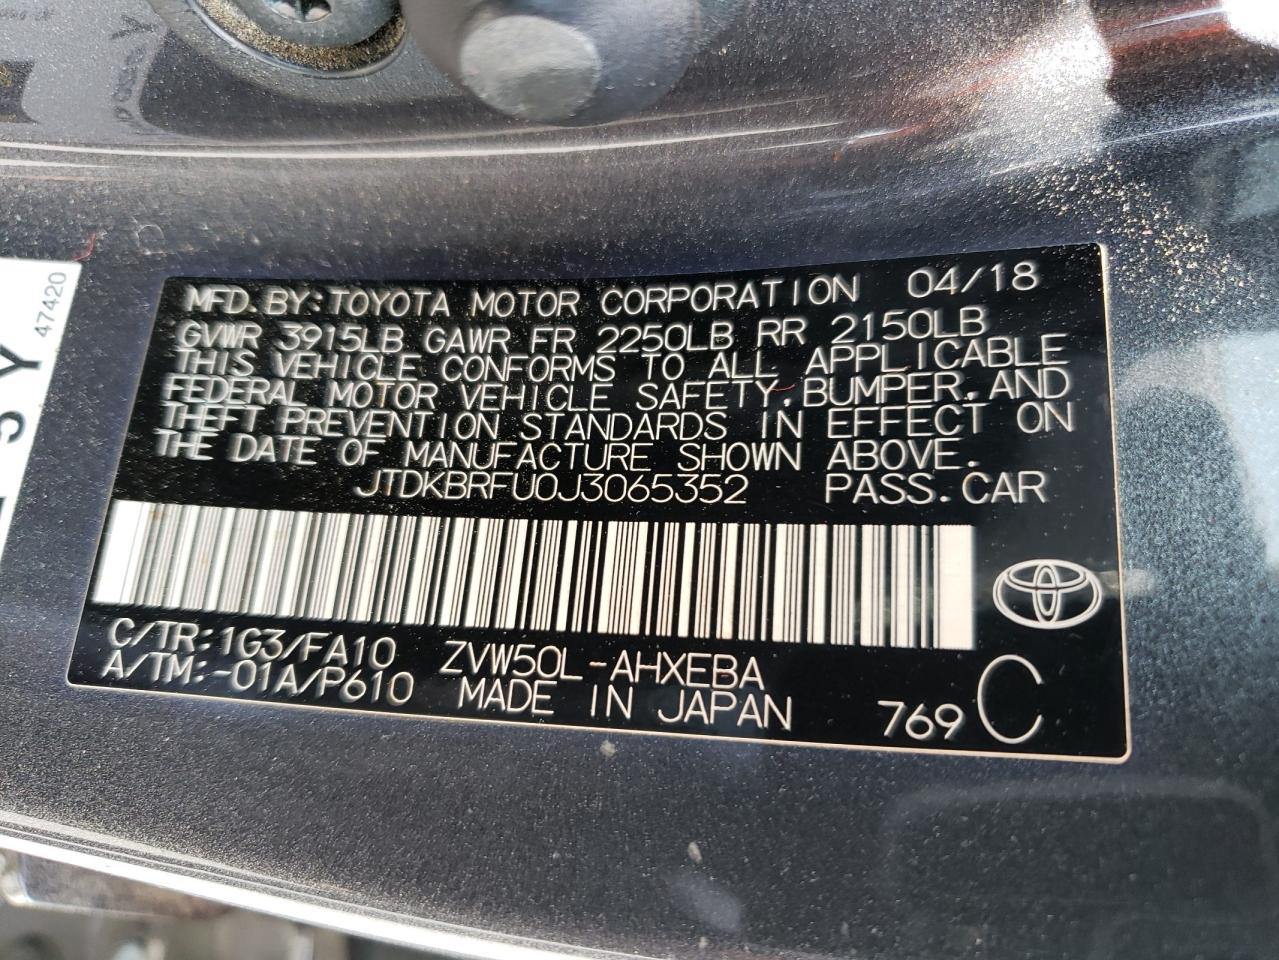 47420
MFD.BY:TOYOTA MOTOR CORPORATION 04/18
GVWR 3915LB GAWR FR 2250LB RR 2150LB
THIS VEHICLE CONFORMS TO ALL APPLICABLE
FEDERAL MOTOR VEHICLE SAFETY,BUMPER,AND
THEFT PREVENTION STANDARDS IN EFFECT ON
THE DATE OF MANUFACTURE SHOWN ABOVE.
JTDKBRFU0J3065352 PASS.CAR
C/TR:1G3/FA10 ZVW50L-AHXEBA
A/TM:-01A/P610 MADE IN JAPAN 769 C